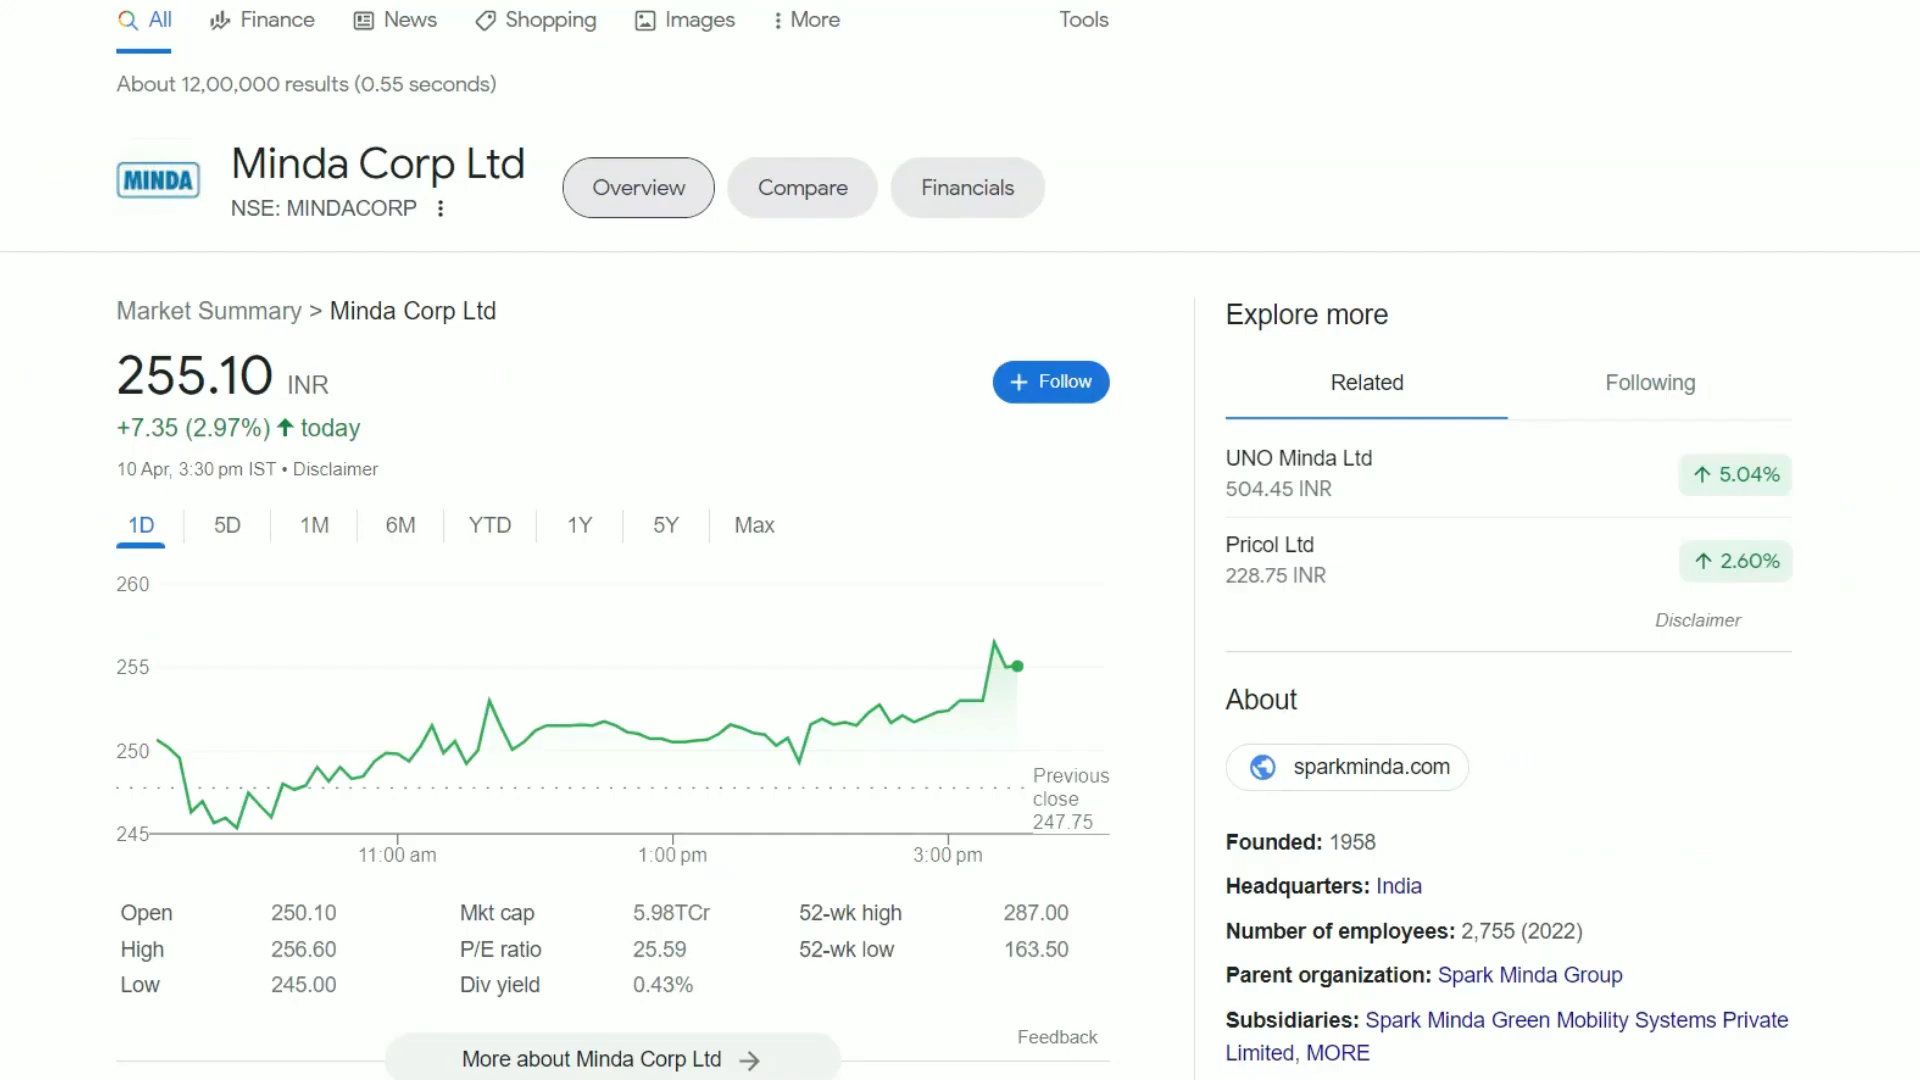 All Finance News Shopping Images More Tools
About 12,00,000 results (0.55 seconds)
MINDA
Minda Corp Ltd
NSE: MINDACORP
Overview Compare Financials
Market Summary > Minda Corp Ltd
255.10 INR
+ Follow
+7.35 (2.97%) today
10 Apr, 3:30 pm IST • Disclaimer
1D 5D 1M 6M YTD 1Y 5Y Max
260
255
250
245
Previous
close
247.75
11:00 am 1:00 pm 3:00 pm
Open 250.10 Mkt cap 5.98TCr 52-wk high 287.00
High 256.60 P/E ratio 25.59 52-wk low 163.50
Low 245.00 Div yield 0.43%
Feedback
More about Minda Corp Ltd
Explore more
Related Following
UNO Minda Ltd
504.45 INR
5.04%
Pricol Ltd
228.75 INR
2.60%
Disclaimer
About
sparkminda.com
Founded: 1958
Headquarters: India
Number of employees: 2,755 (2022)
Parent organization: Spark Minda Group
Subsidiaries: Spark Minda Green Mobility Systems Private
Limited, MORE